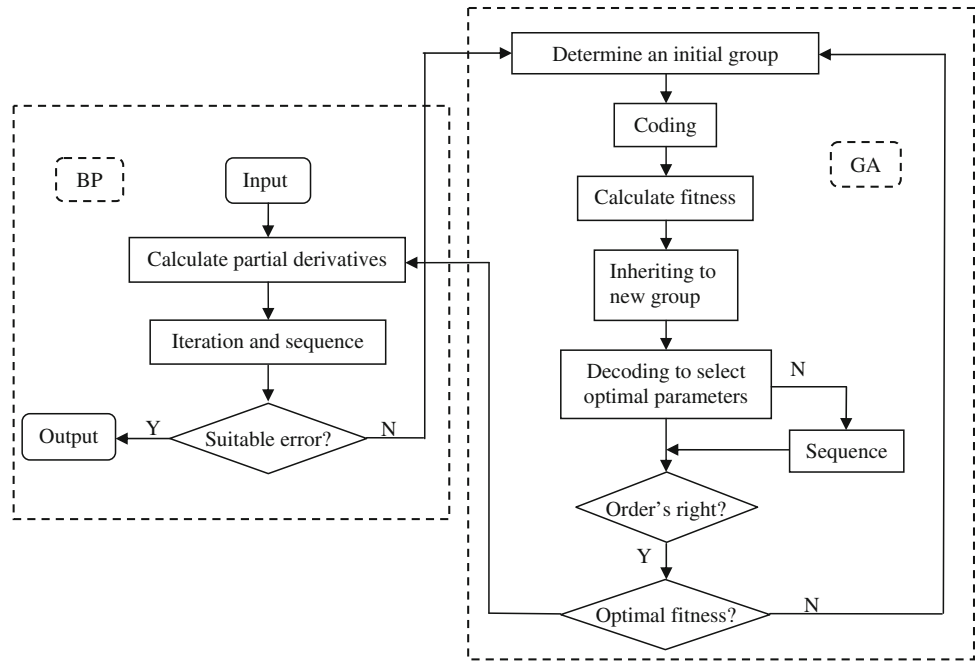 BP
Input
Calculate partial derivatives
Iteration and sequence
Suitable error?
Y
N
Output
Determine an initial group
Coding
GA
Calculate fitness
Inheriting to
new group
Decoding to select
optimal parameters
N
Sequence
Order's right?
Y
Optimal fitness?
N